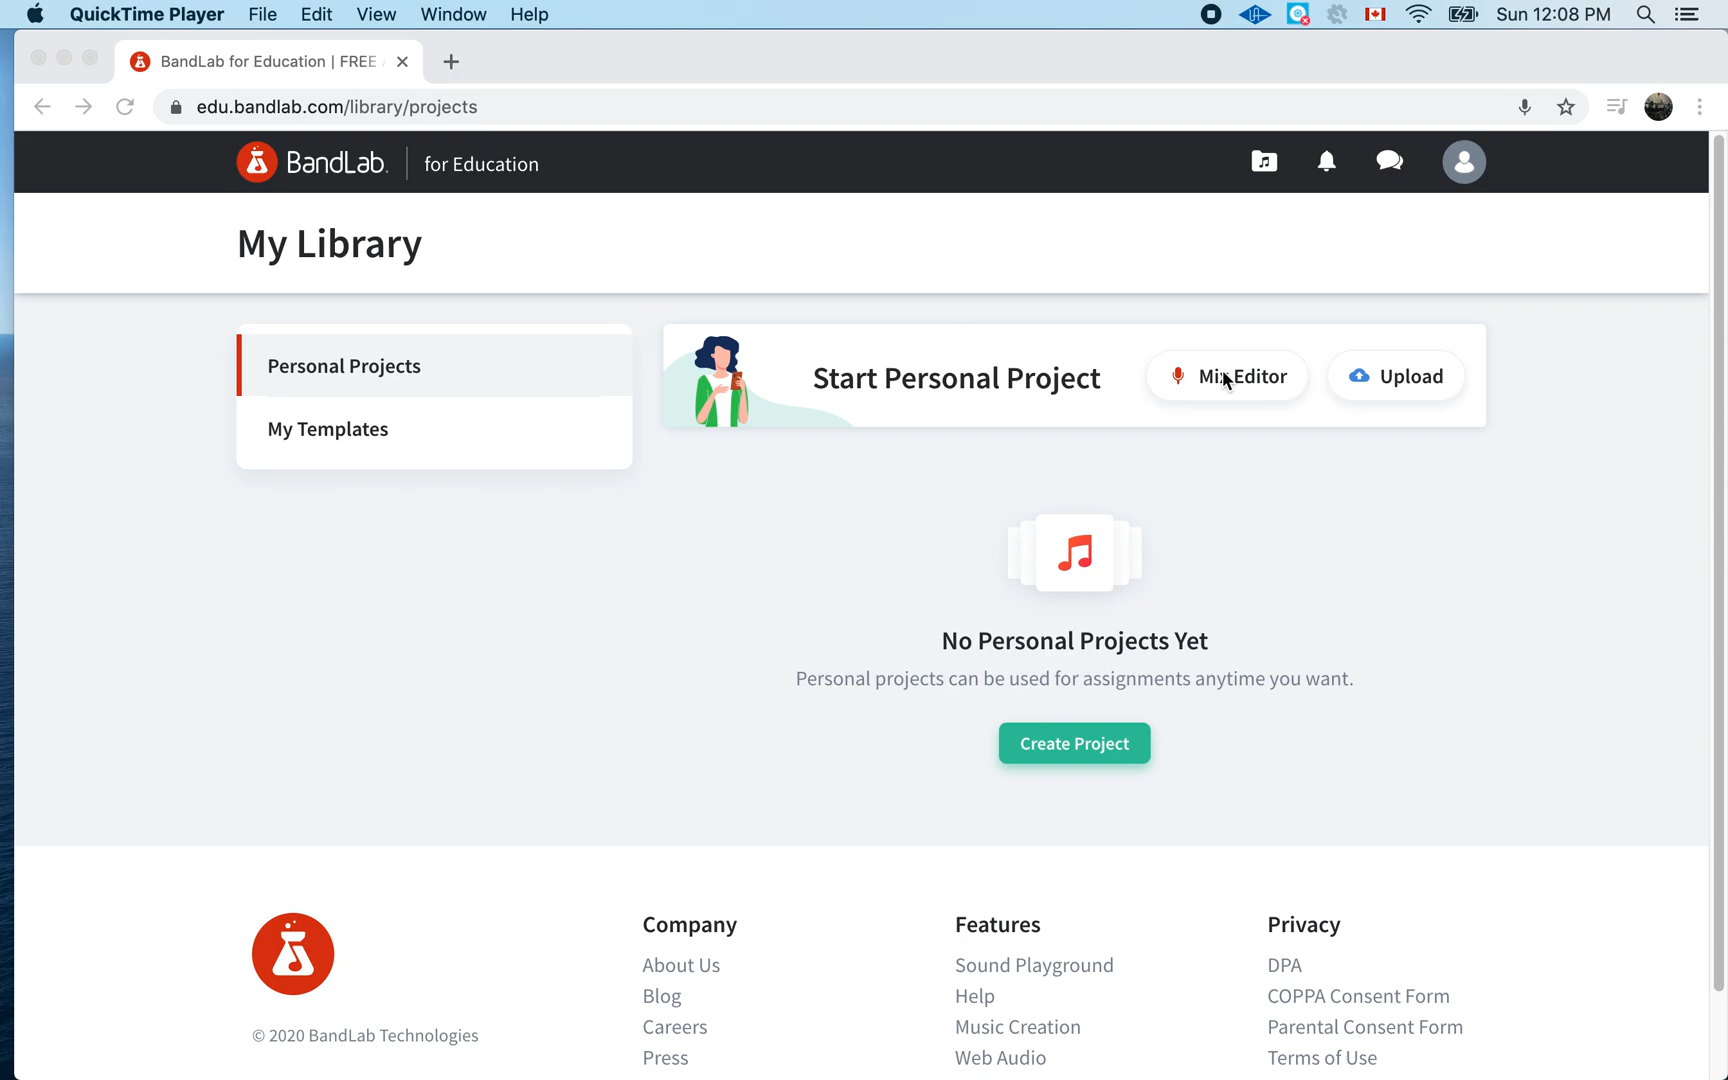 QuickTime Player File Edit View Window Help Sun 12:08 PM
BandLab for Education | FREE
edu.bandlab.com/library/projects
BandLab for Education
My Library
Personal Projects
My Templates
Start Personal Project
Mix Editor
Upload
No Personal Projects Yet
Personal projects can be used for assignments anytime you want.
Create Project
Company
About Us
Blog
Careers
Press
Features
Sound Playground
Help
Music Creation
Web Audio
Privacy
DPA
COPPA Consent Form
Parental Consent Form
Terms of Use
© 2020 BandLab Technologies